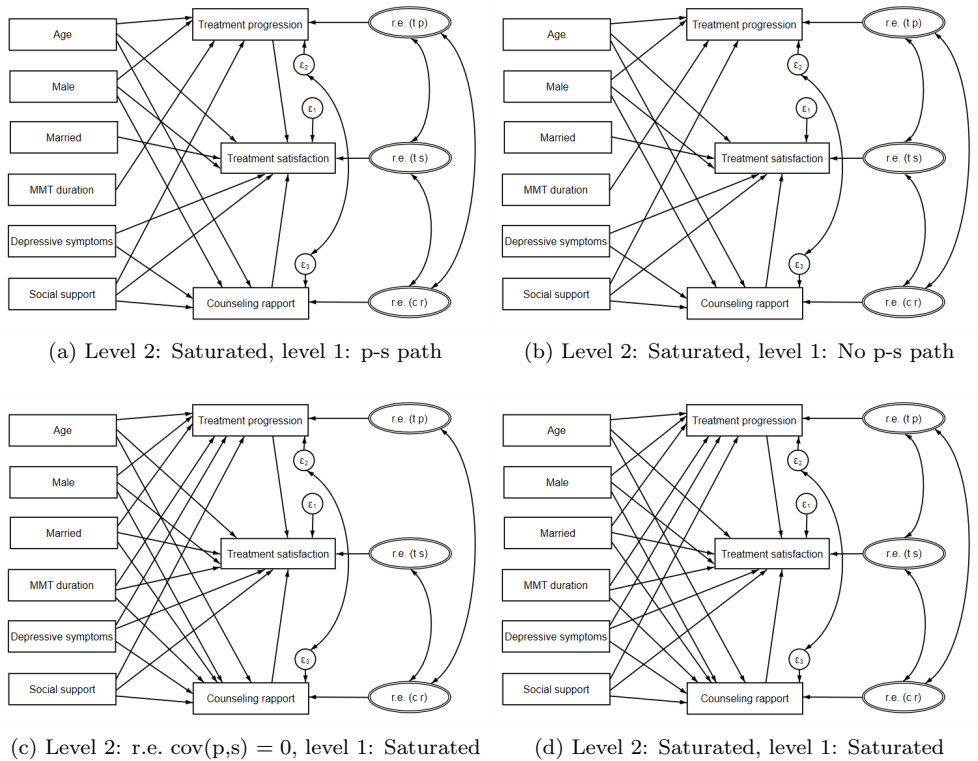 Treatment progression
r.e. (t p)
Age
ε2
Male
ε1
Married
Treatment satisfaction
r.e. (t s)
MMT duration
Depressive symptoms
ε3
Social support
Counseling rapport
r.e. (c r)
(a) Level 2: Saturated, level 1: p-s path
Treatment progression
r.e. (t p)
Age
ε2
Male
ε1
Married
Treatment satisfaction
r.e. (t s)
MMT duration
Depressive symptoms
ε3
Social support
Counseling rapport
r.e. (c r)
(b) Level 2: Saturated, level 1: No p-s path
Treatment progression
r.e. (t p)
Age
ε2
Male
ε1
Married
Treatment satisfaction
r.e. (t s)
MMT duration
Depressive symptoms
ε3
Social support
Counseling rapport
r.e. (c r)
(c) Level 2: r.e. cov(p,s) = 0, level 1: Saturated
Treatment progression
r.e. (t p)
Age
ε2
Male
ε1
Married
Treatment satisfaction
r.e. (t s)
MMT duration
Depressive symptoms
ε3
Social support
Counseling rapport
r.e. (c r)
(d) Level 2: Saturated, level 1: Saturated